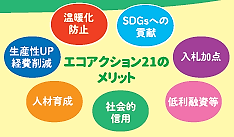 温暖化
防止
SDGsへの
貢献
生産性UP
経費削減
エコアクション21の
メリット
入札加点
人材育成
社会的
信用
低利融資等